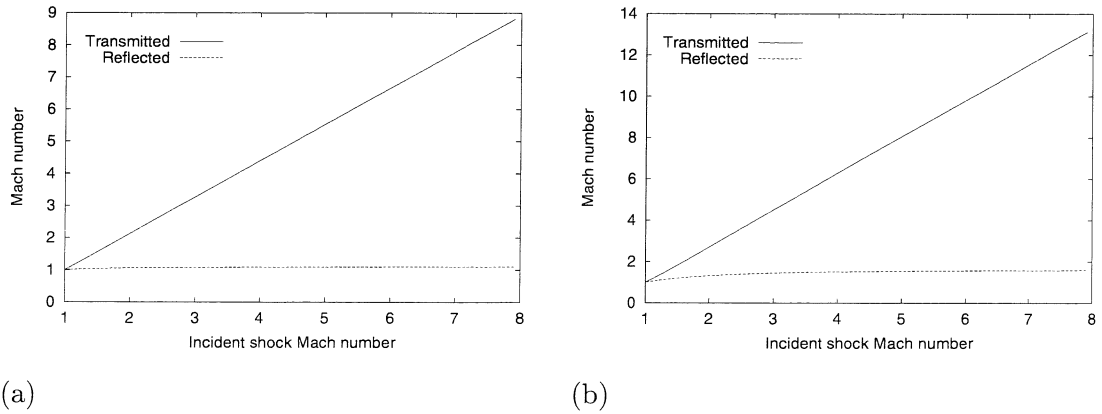 9
8
7
6
5
4
3
2
1
0
Mach number
Transmitted
Reflected
1 2 3 4 5 6 7 8
Incident shock Mach number
(a)
14
12
10
8
6
4
2
0
Mach number
Transmitted
Reflected
1 2 3 4 5 6 7 8
Incident shock Mach number
(b)